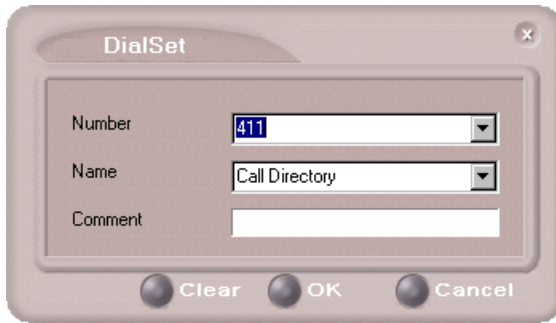 DialSet
Number 411
Name Call Directory
Comment
Clear OK Cancel